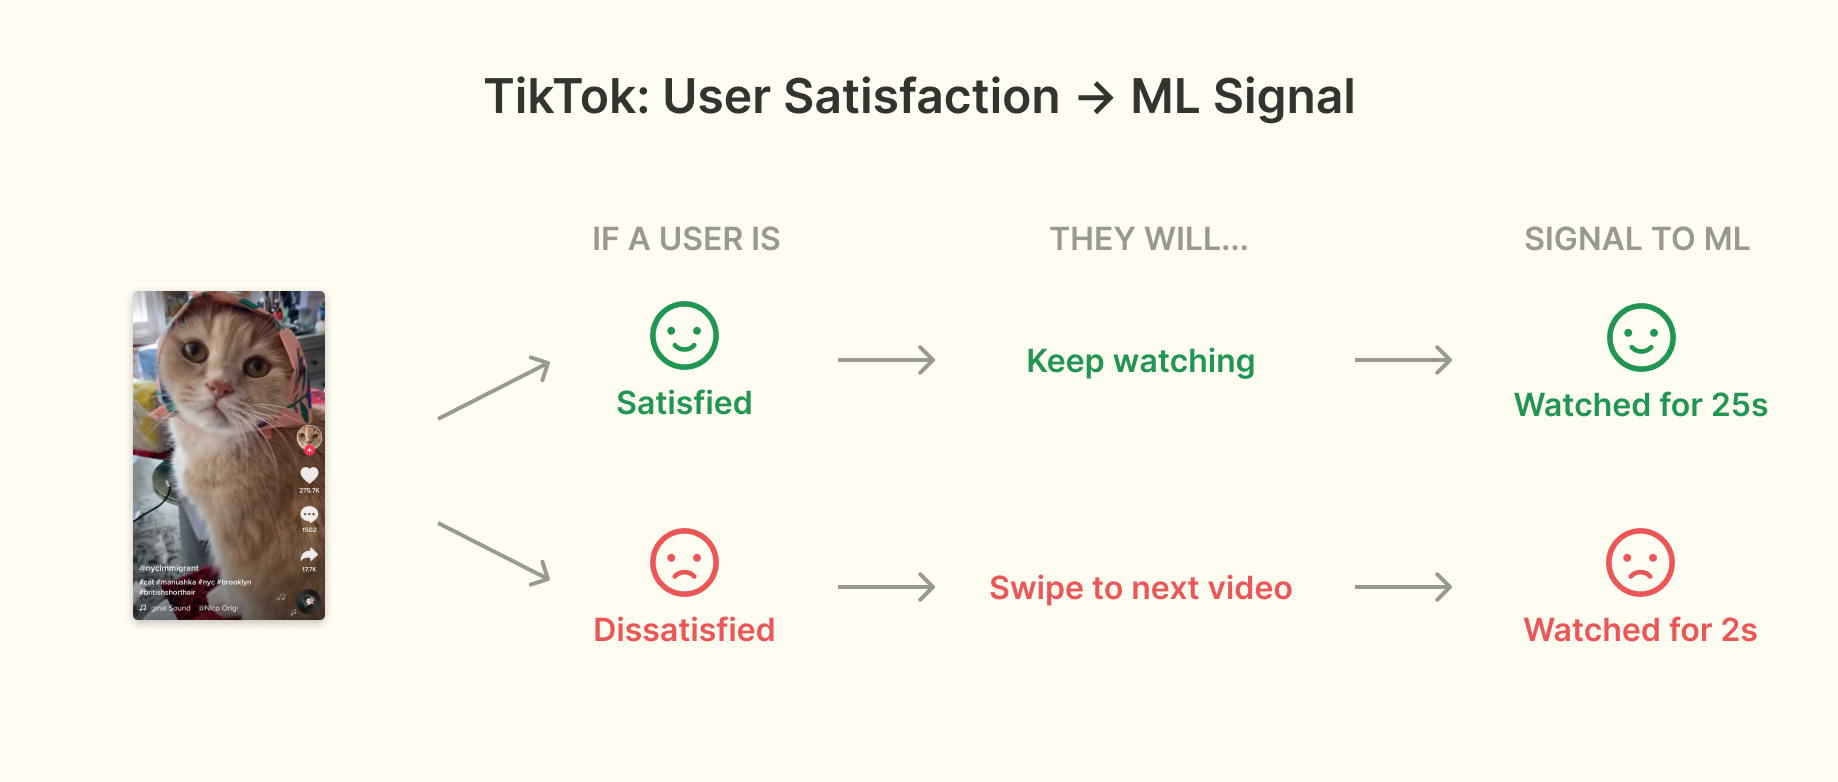 TikTok: User Satisfaction → ML Signal
IF A USER IS
THEY WILL...
SIGNAL TO ML
Satisfied
Keep watching
Watched for 25s
Dissatisfied
Swipe to next video
Watched for 2s
275.7K
1502
17.7K
@nycimmigrant
#cat #manushka #nyc #brooklyn
#britishshorthair
ginal Sound @Nico Origi